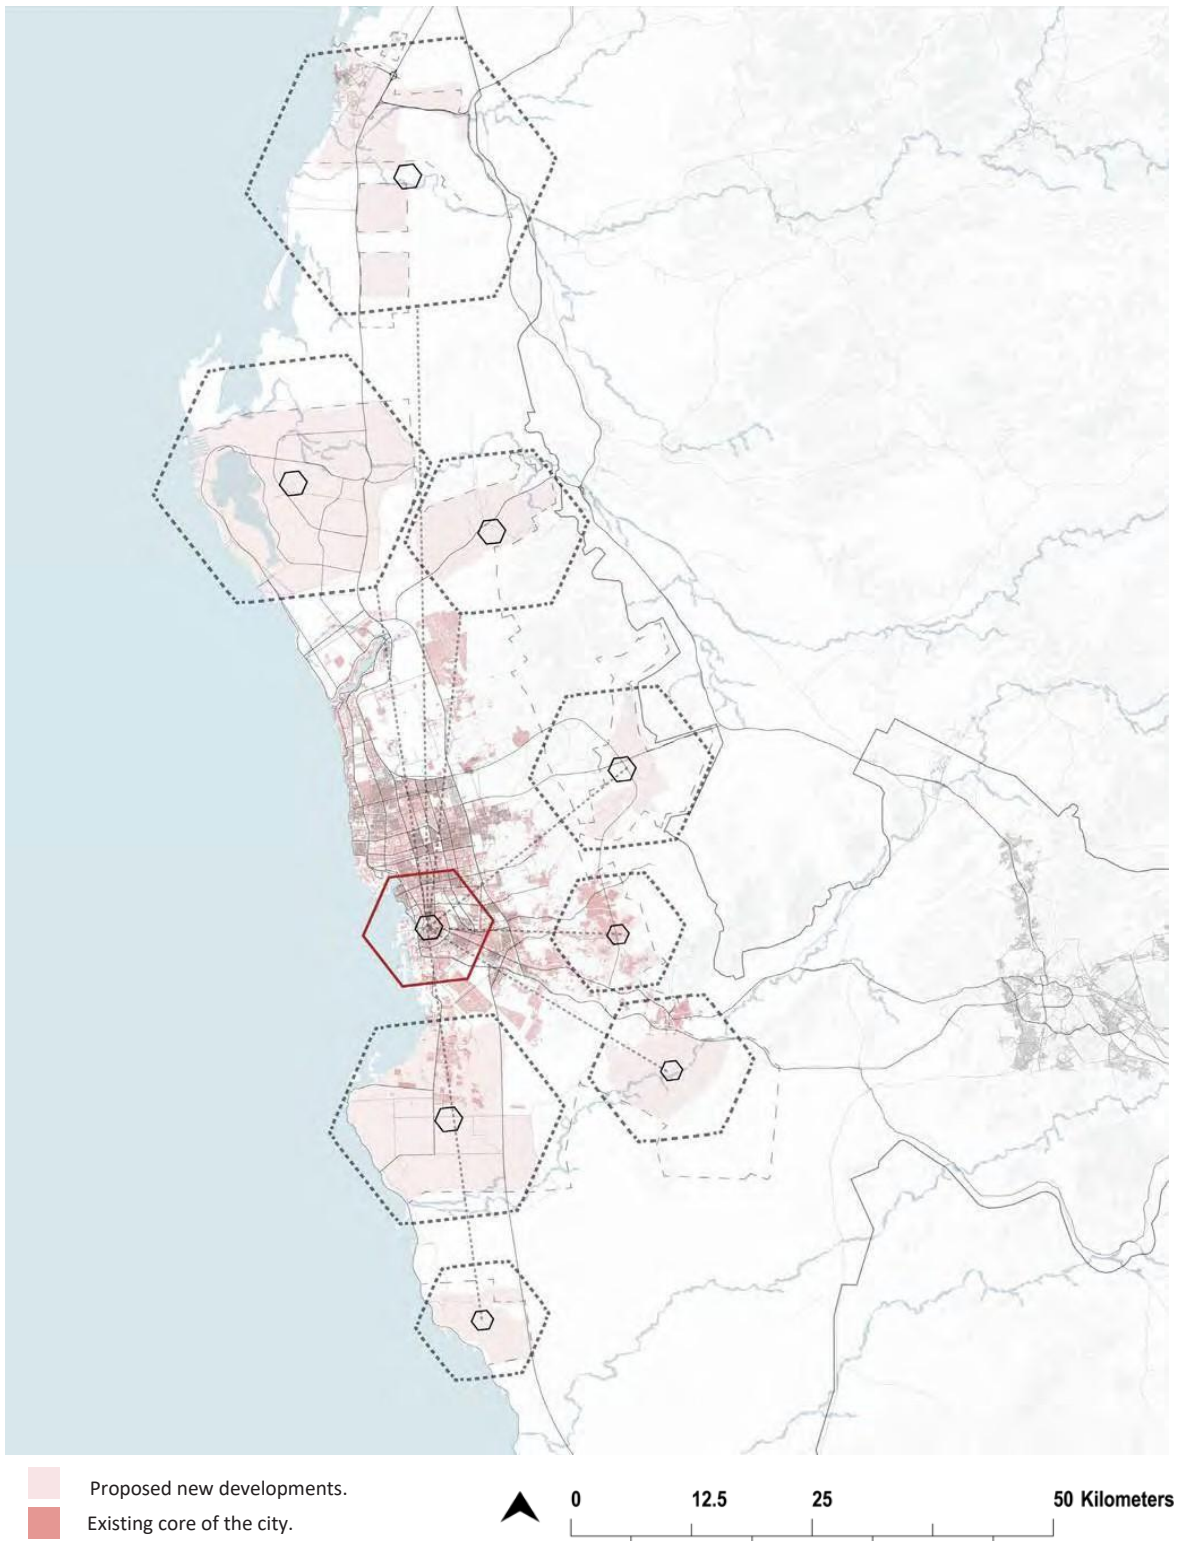 Proposed new developments.
Existing core of the city.
0 12.5 25 50 Kilometers